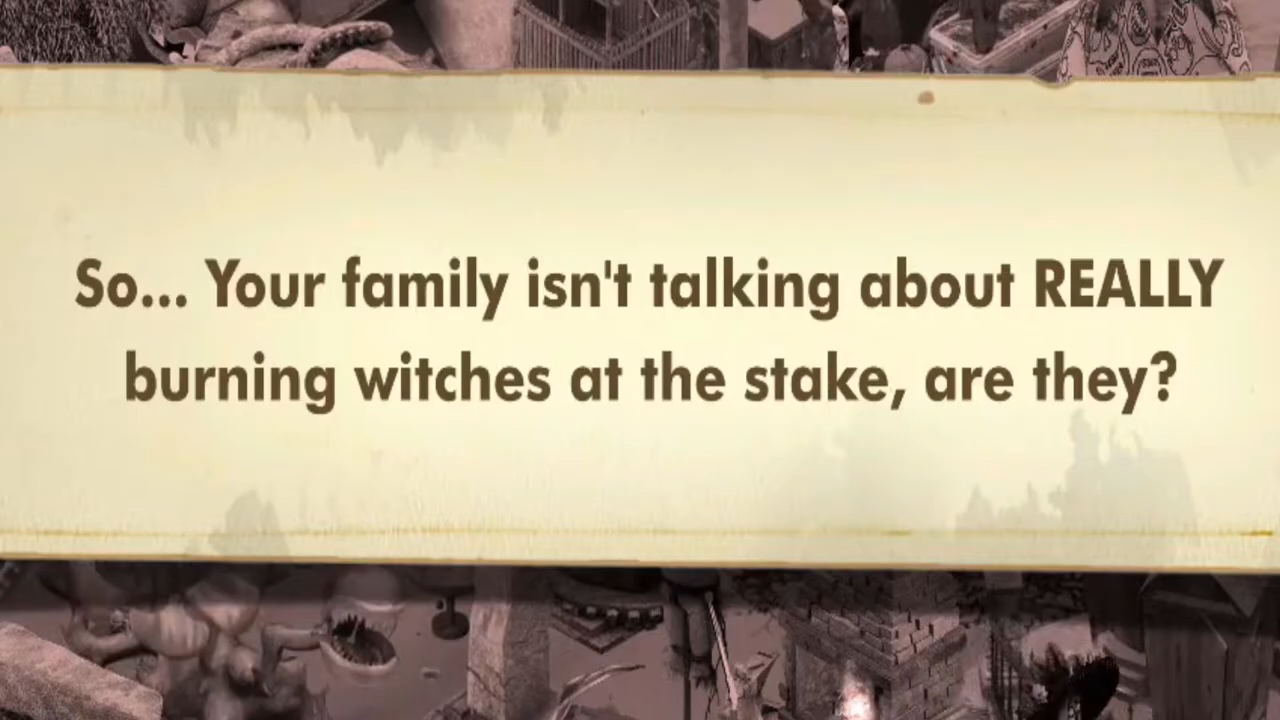 So... Your family isn't talking about REALLY
burning witches at the stake, are they?